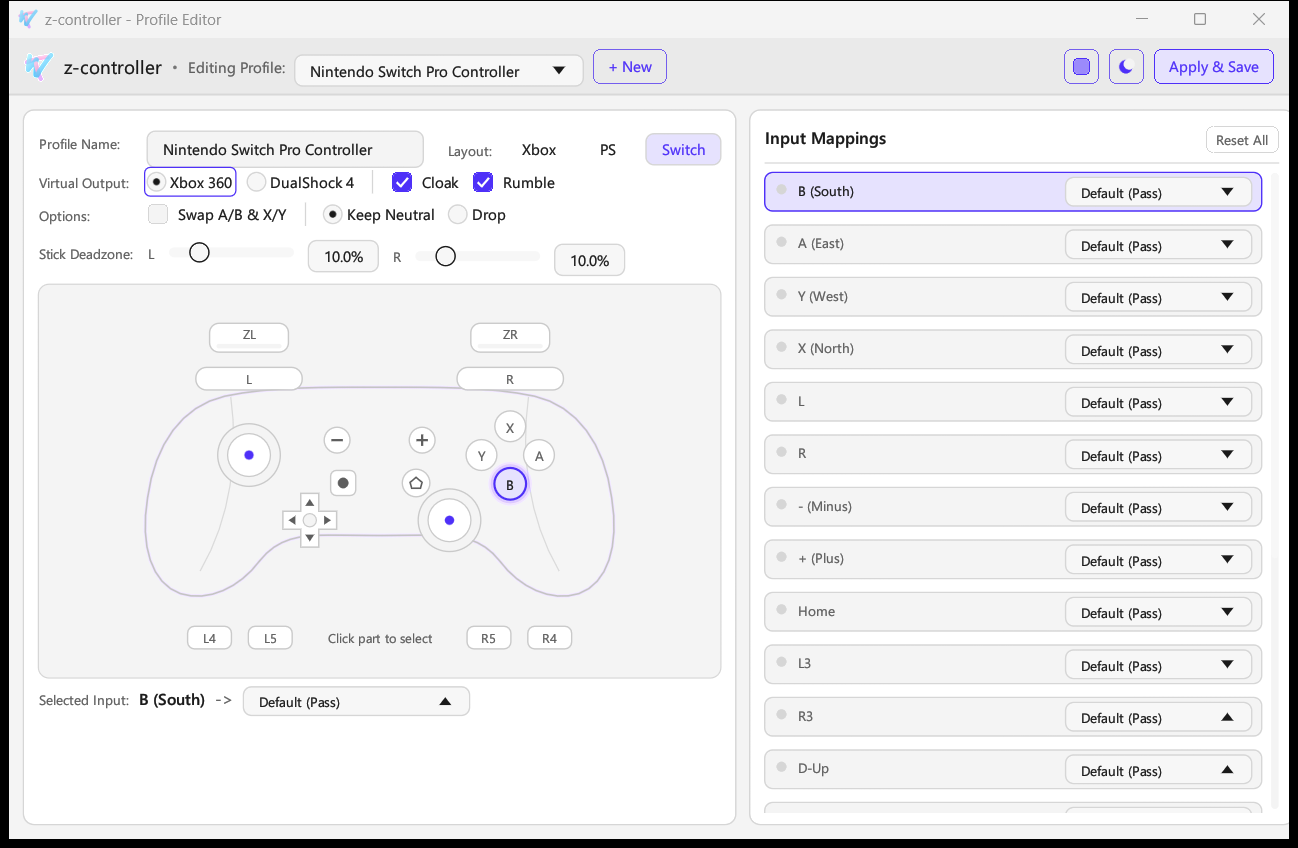 z-controller - Profile Editor
z-controller • Editing Profile: Nintendo Switch Pro Controller + New Apply & Save
Profile Name: Nintendo Switch Pro Controller Layout: Xbox PS Switch
Virtual Output: Xbox 360 DualShock 4 Cloak Rumble
Options: Swap A/B & X/Y Keep Neutral Drop
Stick Deadzone: L 10.0% R 10.0%
ZL ZR
L R
X
Y A
B
L4 L5 Click part to select R5 R4
Selected Input: B (South) -> Default (Pass)
Input Mappings Reset All
B (South) Default (Pass)
A (East) Default (Pass)
Y (West) Default (Pass)
X (North) Default (Pass)
L Default (Pass)
R Default (Pass)
- (Minus) Default (Pass)
+ (Plus) Default (Pass)
Home Default (Pass)
L3 Default (Pass)
R3 Default (Pass)
D-Up Default (Pass)